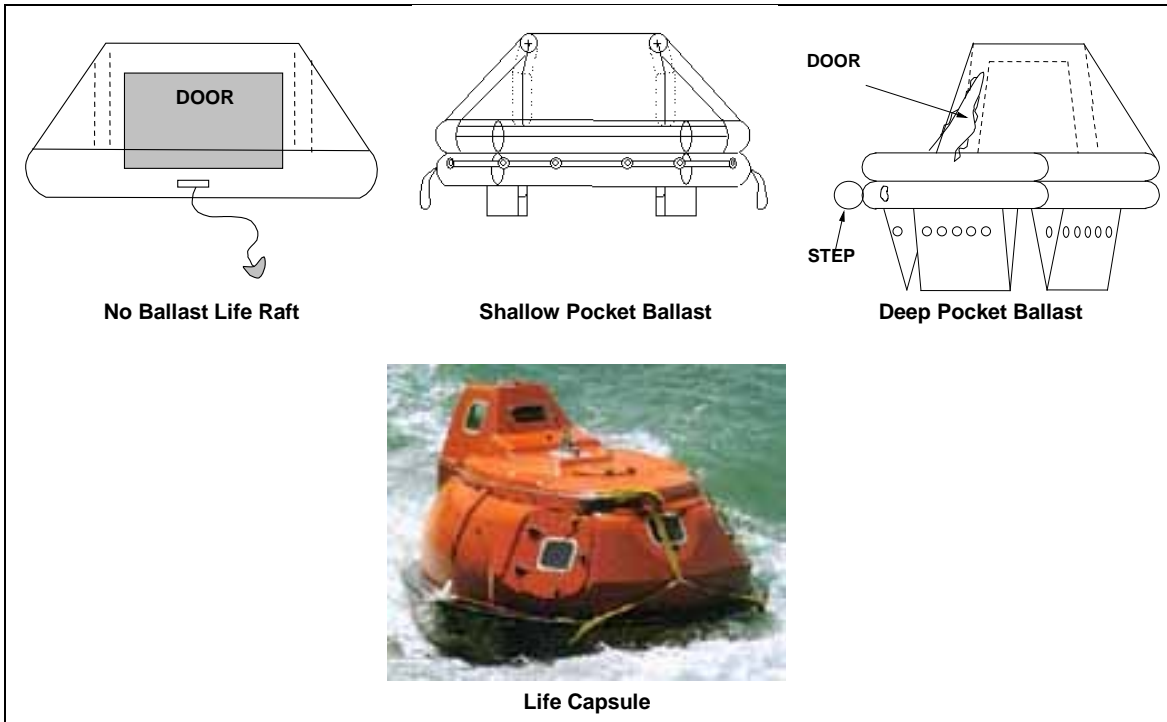 DOOR
DOOR
STEP
No Ballast Life Raft
Shallow Pocket Ballast
Deep Pocket Ballast
Life Capsule